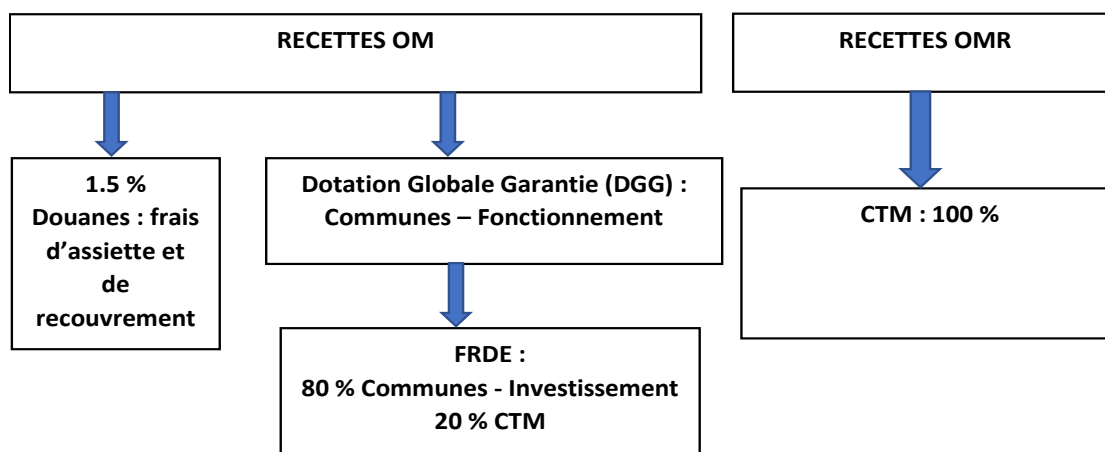 RECETTES OM
RECETTES OMR
1.5 %
Douanes : frais
d’assiette et
de
recouvrement
Dotation Globale Garantie (DGG) :
Communes – Fonctionnement
CTM : 100 %
FRDE :
80 % Communes - Investissement
20 % CTM